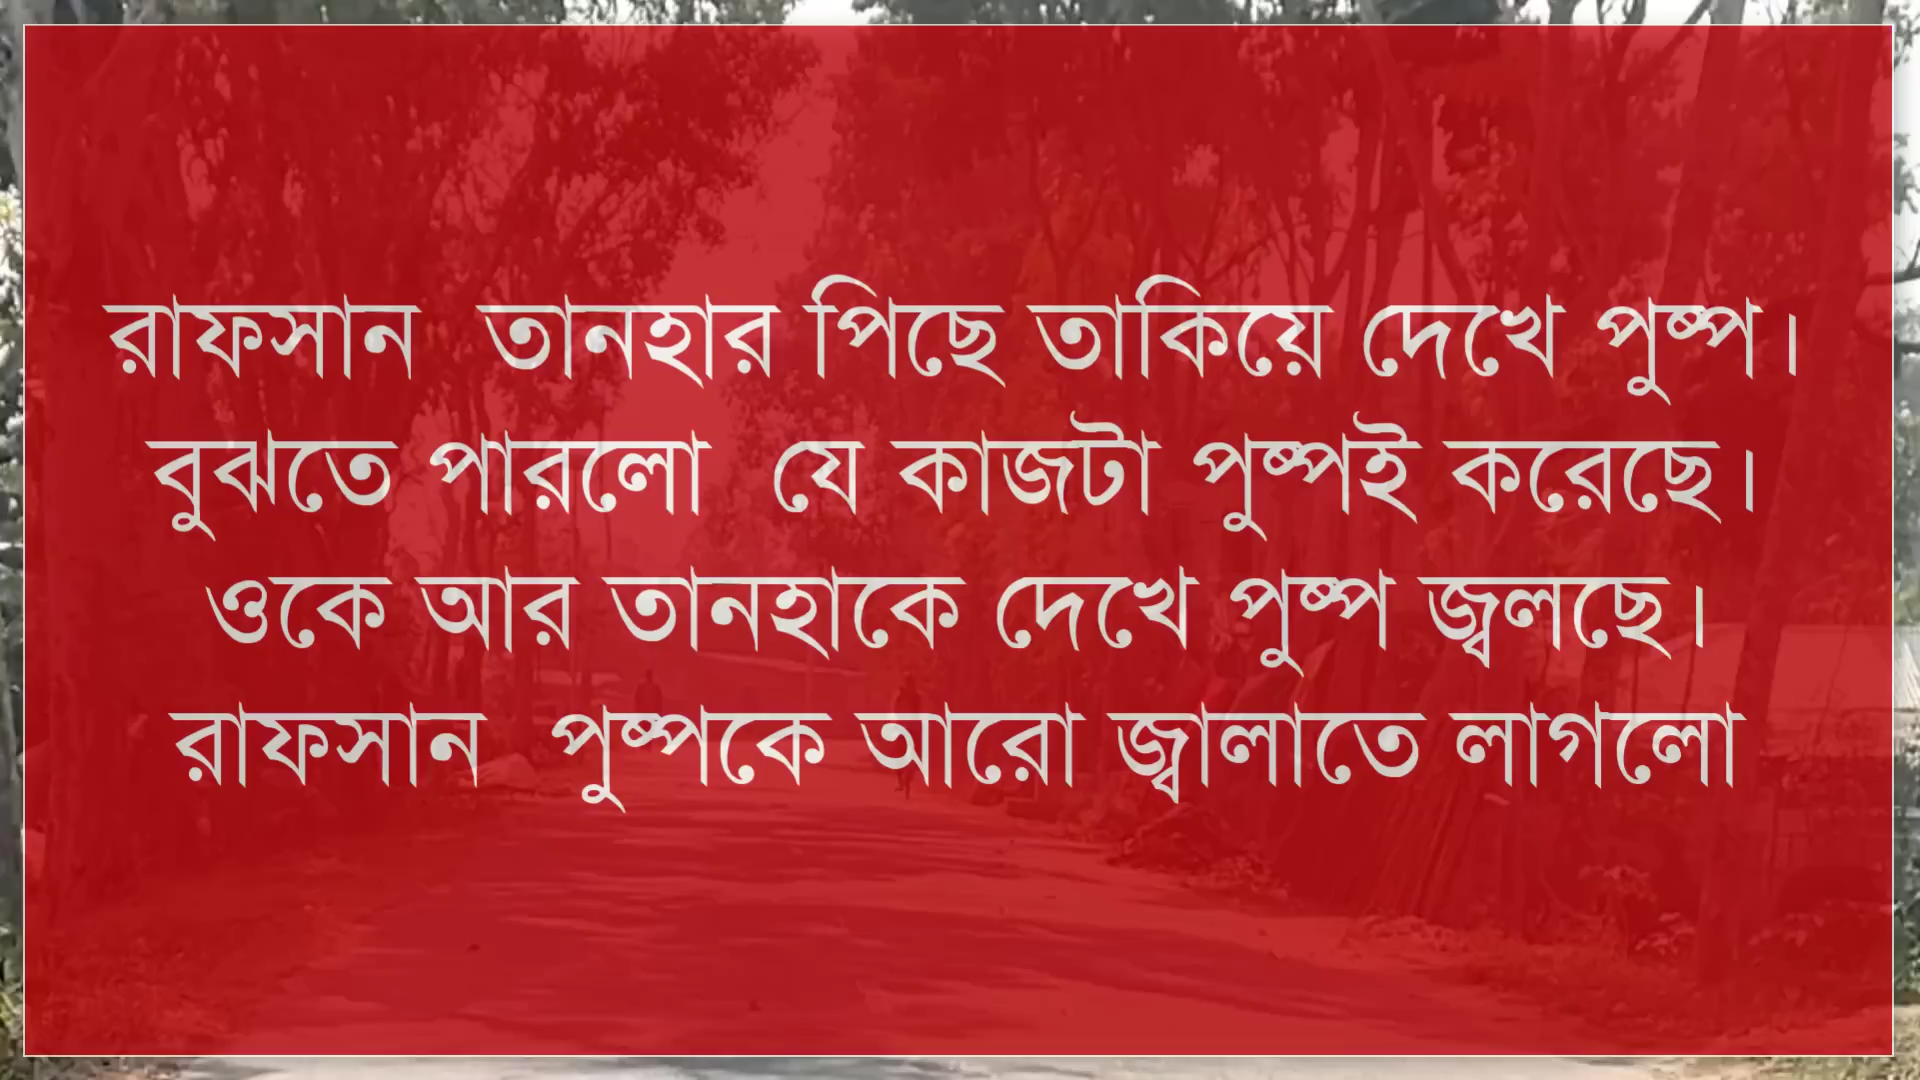 রাফসান তানহার পিছে তাকিয়ে দেখে পুষ্প।
বুঝতে পারলো যে কাজটা পুষ্পই করেছে।
ওকে আর তানহাকে দেখে পুষ্প জ্বলছে।
রাফসান পুষ্পকে আরো জ্বালাতে লাগলো